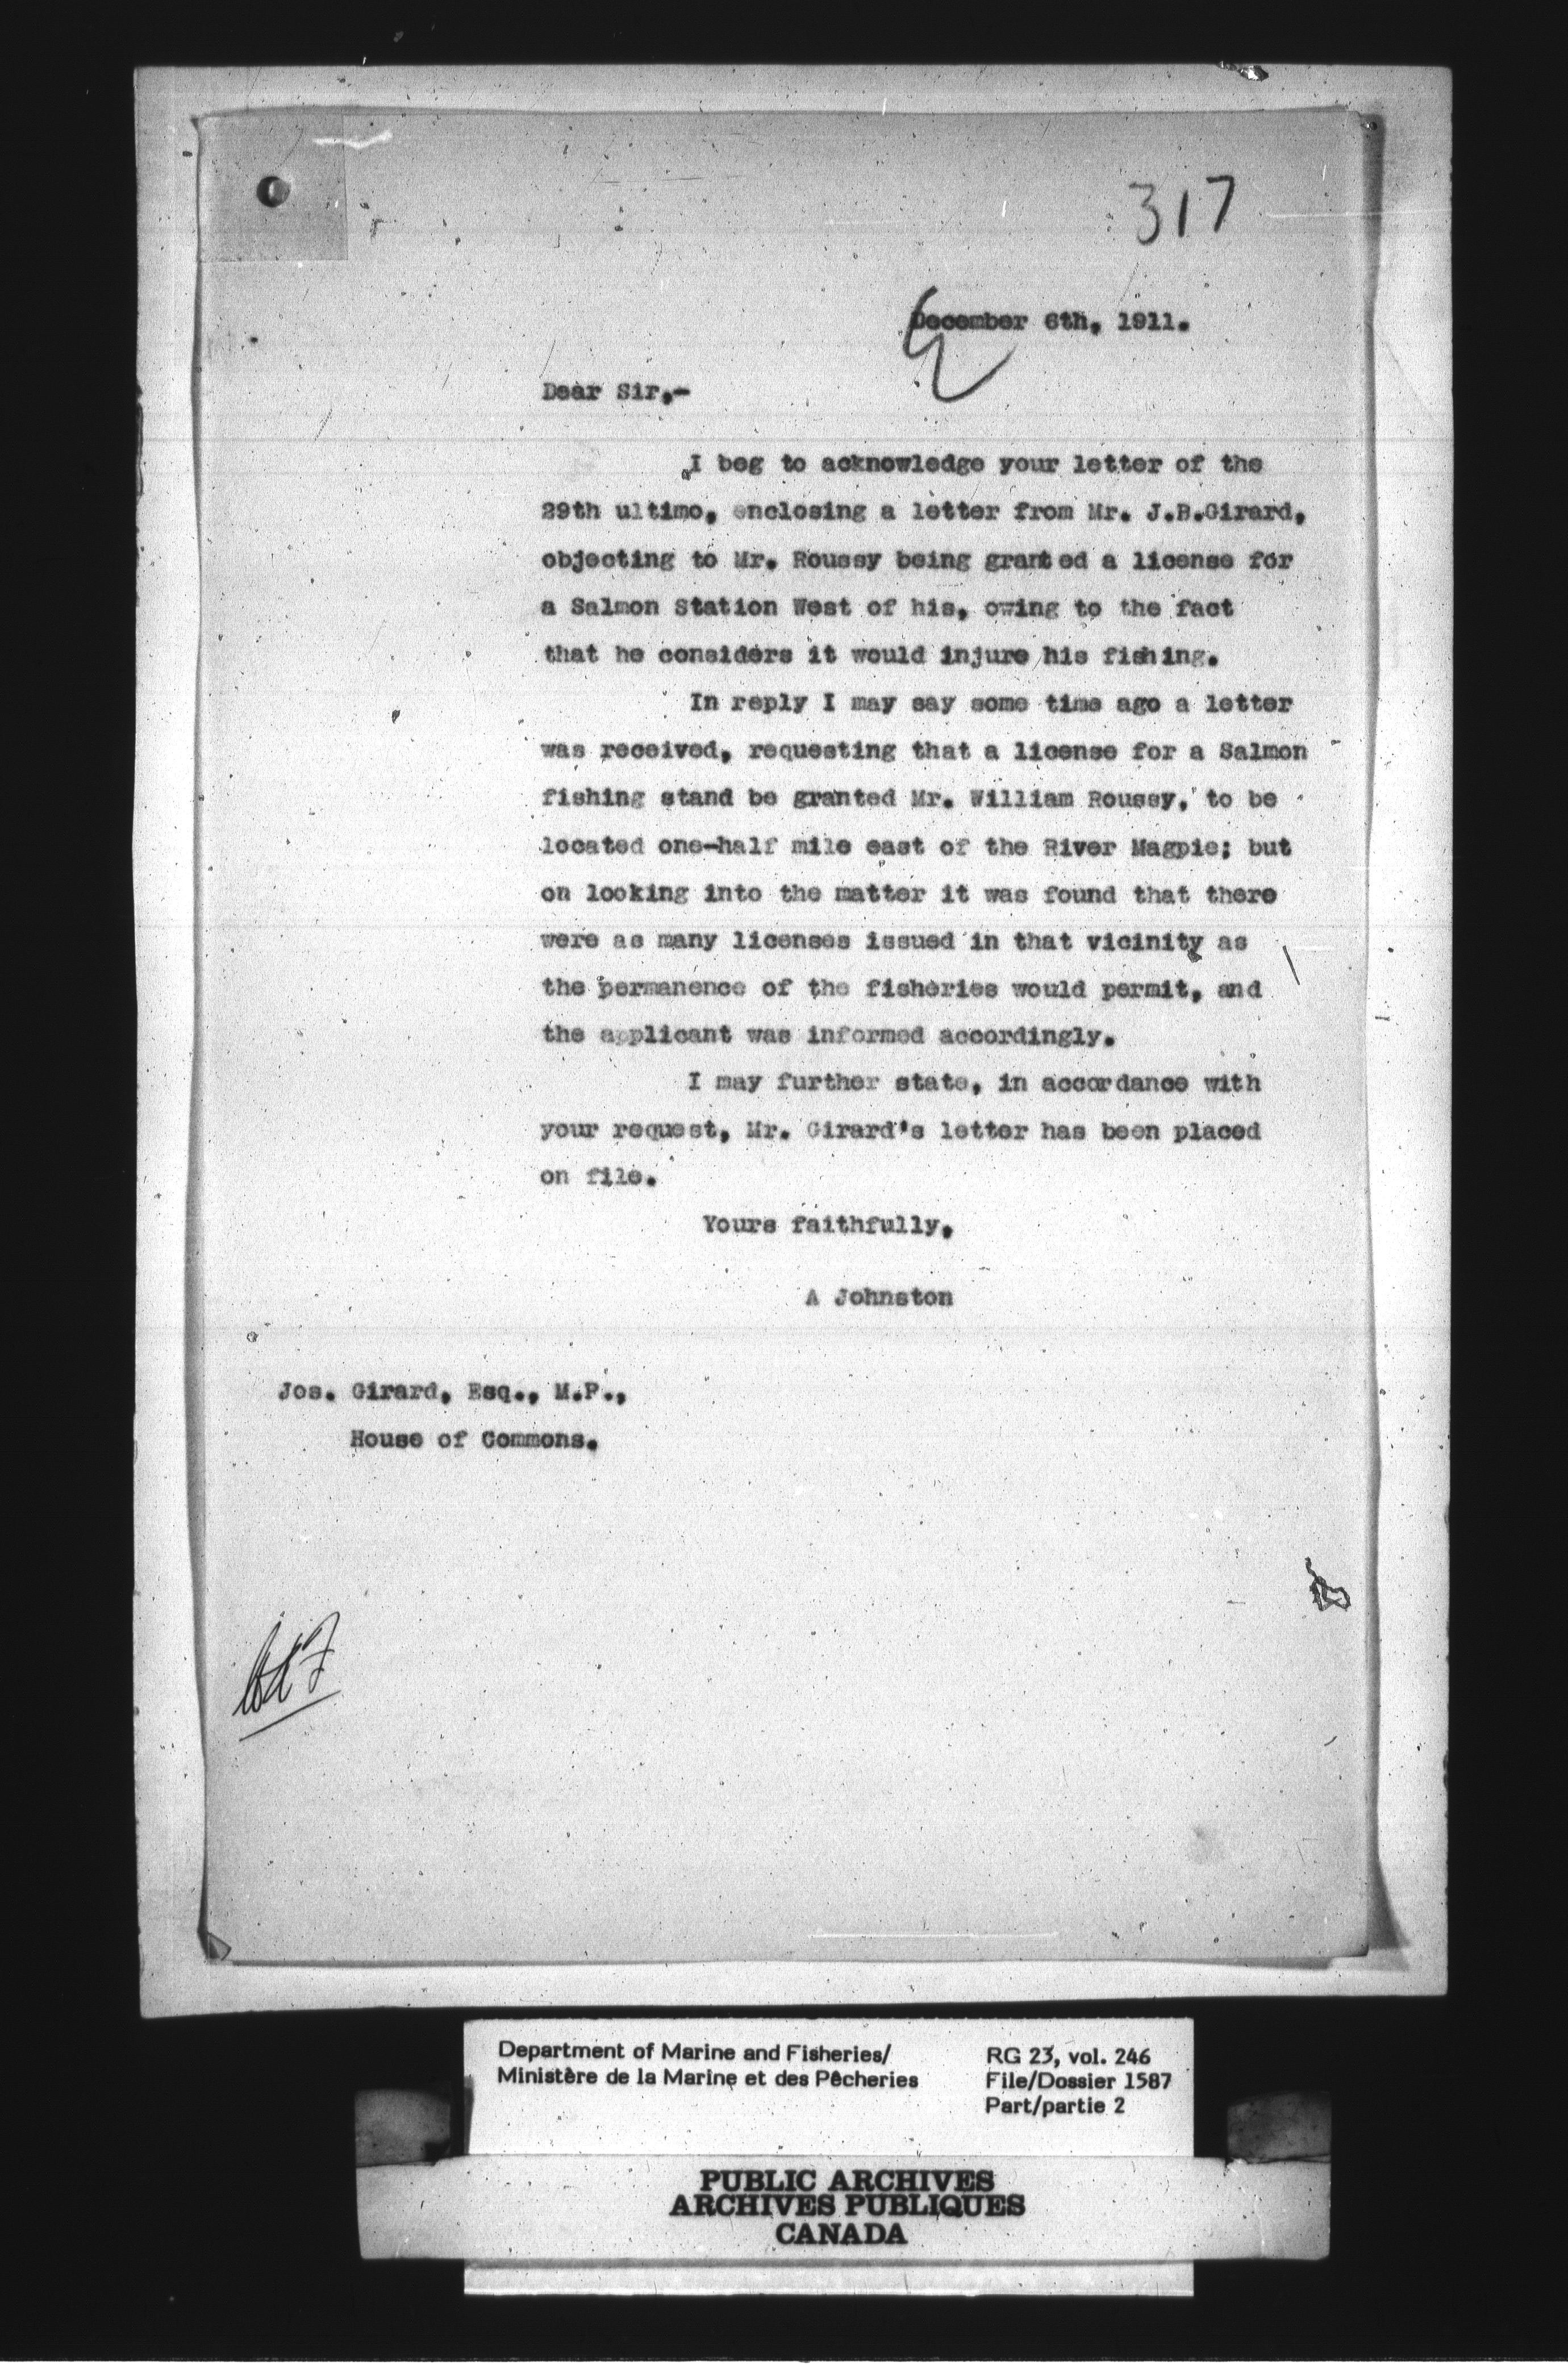 317
December 6th, 1911.
Dear Sir,-
I beg to acknowledge your letter of the
29th ultimo, enclosing a letter from Mr. J.B.Girard,
objecting to Mr. Roussy being granted a license for
a Salmon Station West of his, owing to the fact
that he considers it would injure his fishing.
In reply I may say some time ago a letter
was received, requesting that a license for a Salmon
fishing stand be granted Mr. William Roussy, to be
located one-half mile east of the River Magpie; but
on looking into the matter it was found that there
were as many licenses issued in that vicinity as
the permanence of the fisheries would permit, and
the applicant was informed accordingly.
I may further state, in accordance with
your request, Mr. Girard's letter has been placed
on file.
Yours faithfully,
A Johnston
Jos. Girard, Esq., M.P.,
House of Commons.
Department of Marine and Fisheries/
Ministère de la Marine et des Pêcheries
RG 23, vol. 246
File/Dossier 1587
Part/partie 2
PUBLIC ARCHIVES
ARCHIVES PUBLIQUES
CANADA